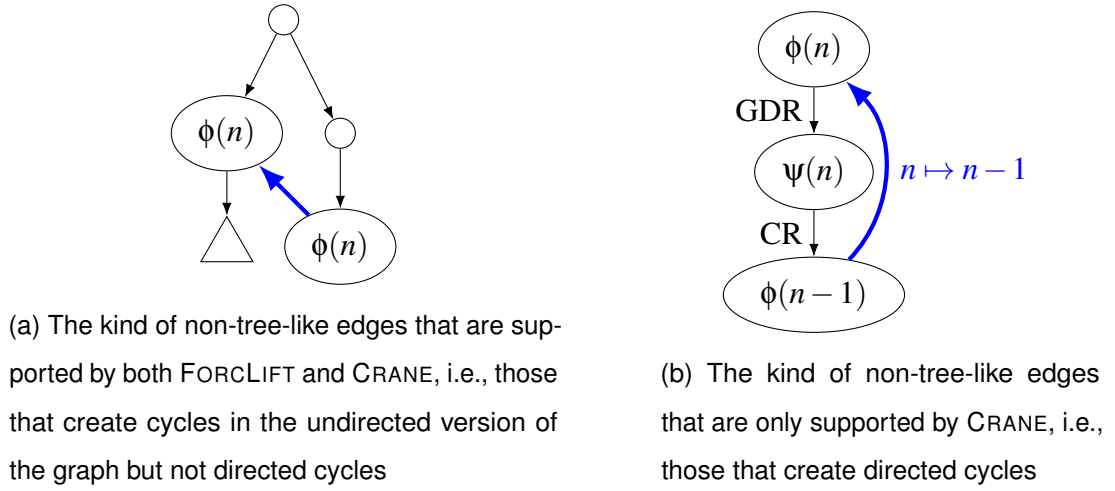 ϕ(n)
ϕ(n)
ϕ(n)
GDR
ψ(n)
n ↦ n − 1
CR
ϕ(n − 1)
(a) The kind of non-tree-like edges that are sup-
ported by both FORCLIFT and CRANE, i.e., those
that create cycles in the undirected version of
the graph but not directed cycles
(b) The kind of non-tree-like edges
that are only supported by CRANE, i.e.,
those that create directed cycles